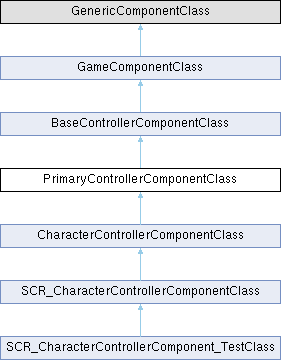 GenericComponentClass
GameComponentClass
BaseControllerComponentClass
PrimaryControllerComponentClass
CharacterControllerComponentClass
SCR_CharacterControllerComponentClass
SCR_CharacterControllerComponent_TestClass